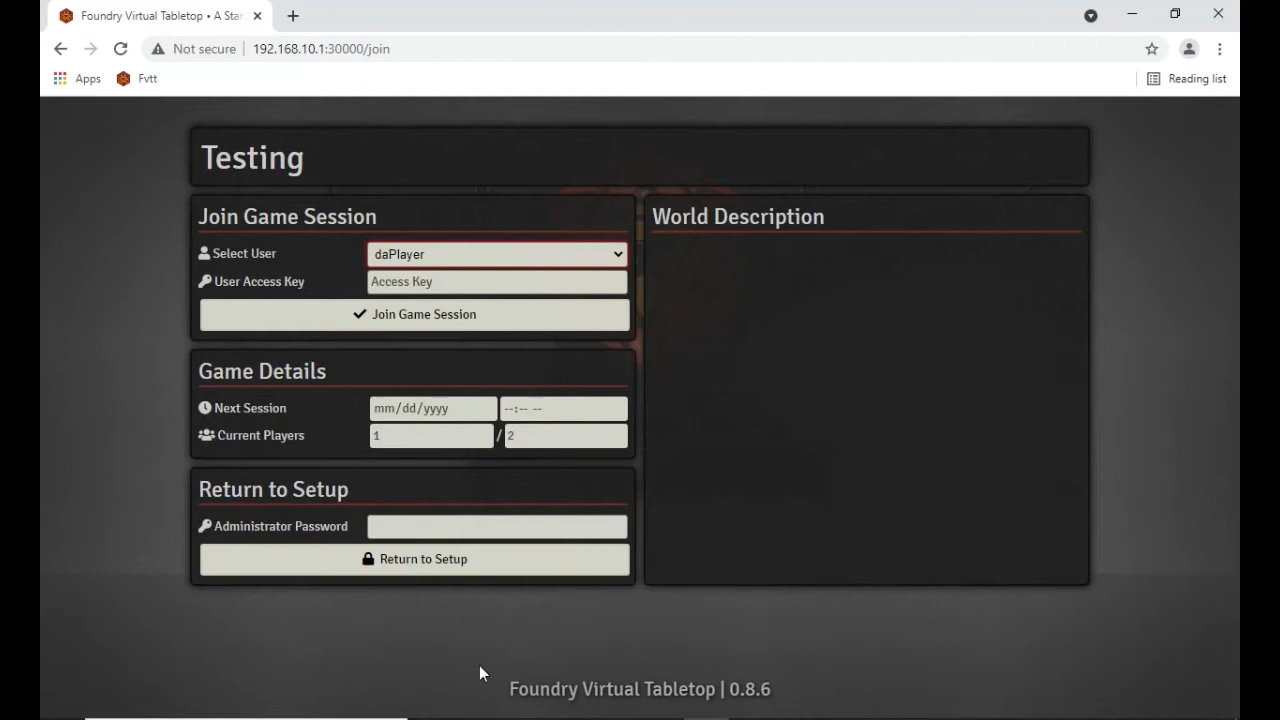 Foundry Virtual Tabletop • A Star
Not secure 192.168.10.1:30000/join
Apps Fvtt Reading list
Testing
Join Game Session
Select User daPlayer
User Access Key Access Key
Join Game Session
Game Details
Next Session mm/dd/yyyy --:-- --
Current Players 1 / 2
Return to Setup
Administrator Password
Return to Setup
World Description
Foundry Virtual Tabletop | 0.8.6